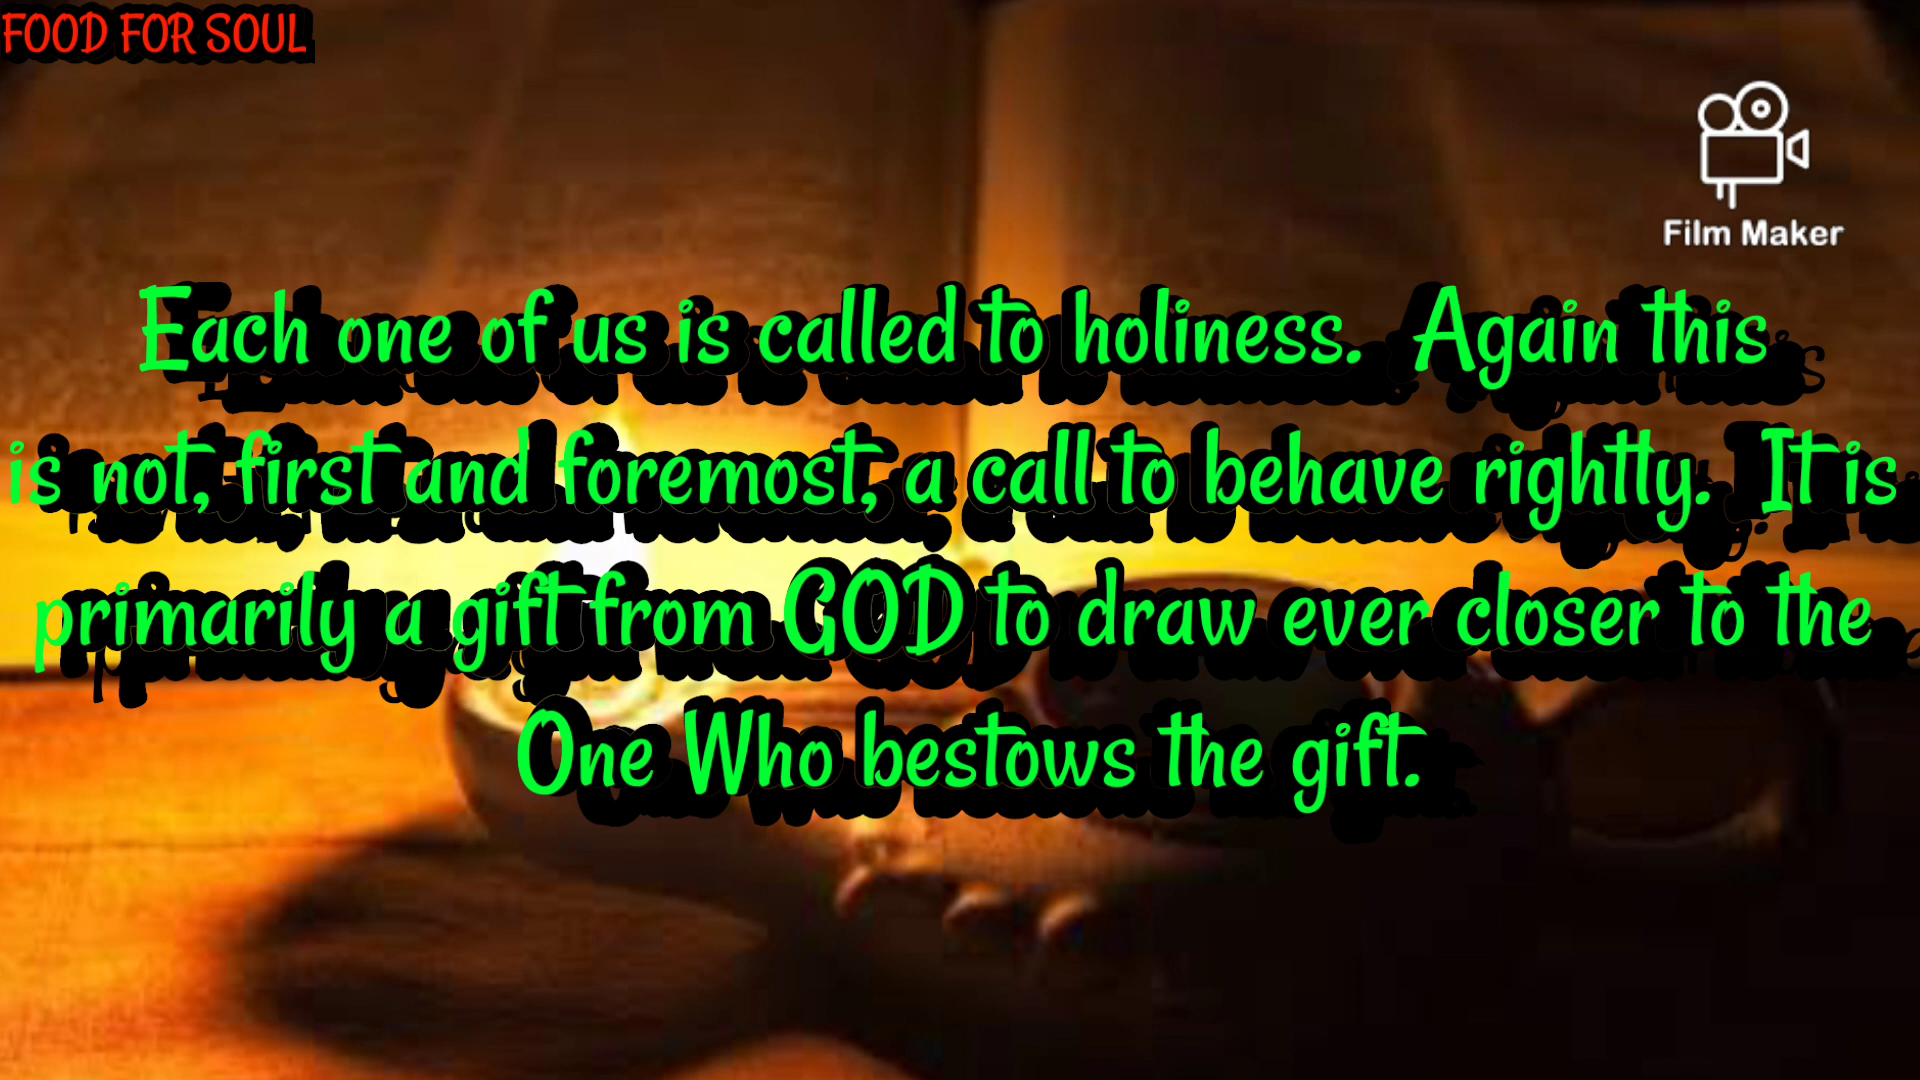 FOOD FOR SOUL
Film Maker
Each one of us is called to holiness.  Again this
is not, first and foremost, a call to behave rightly.  It is
primarily a gift from GOD to draw ever closer to the
One Who bestows the gift.